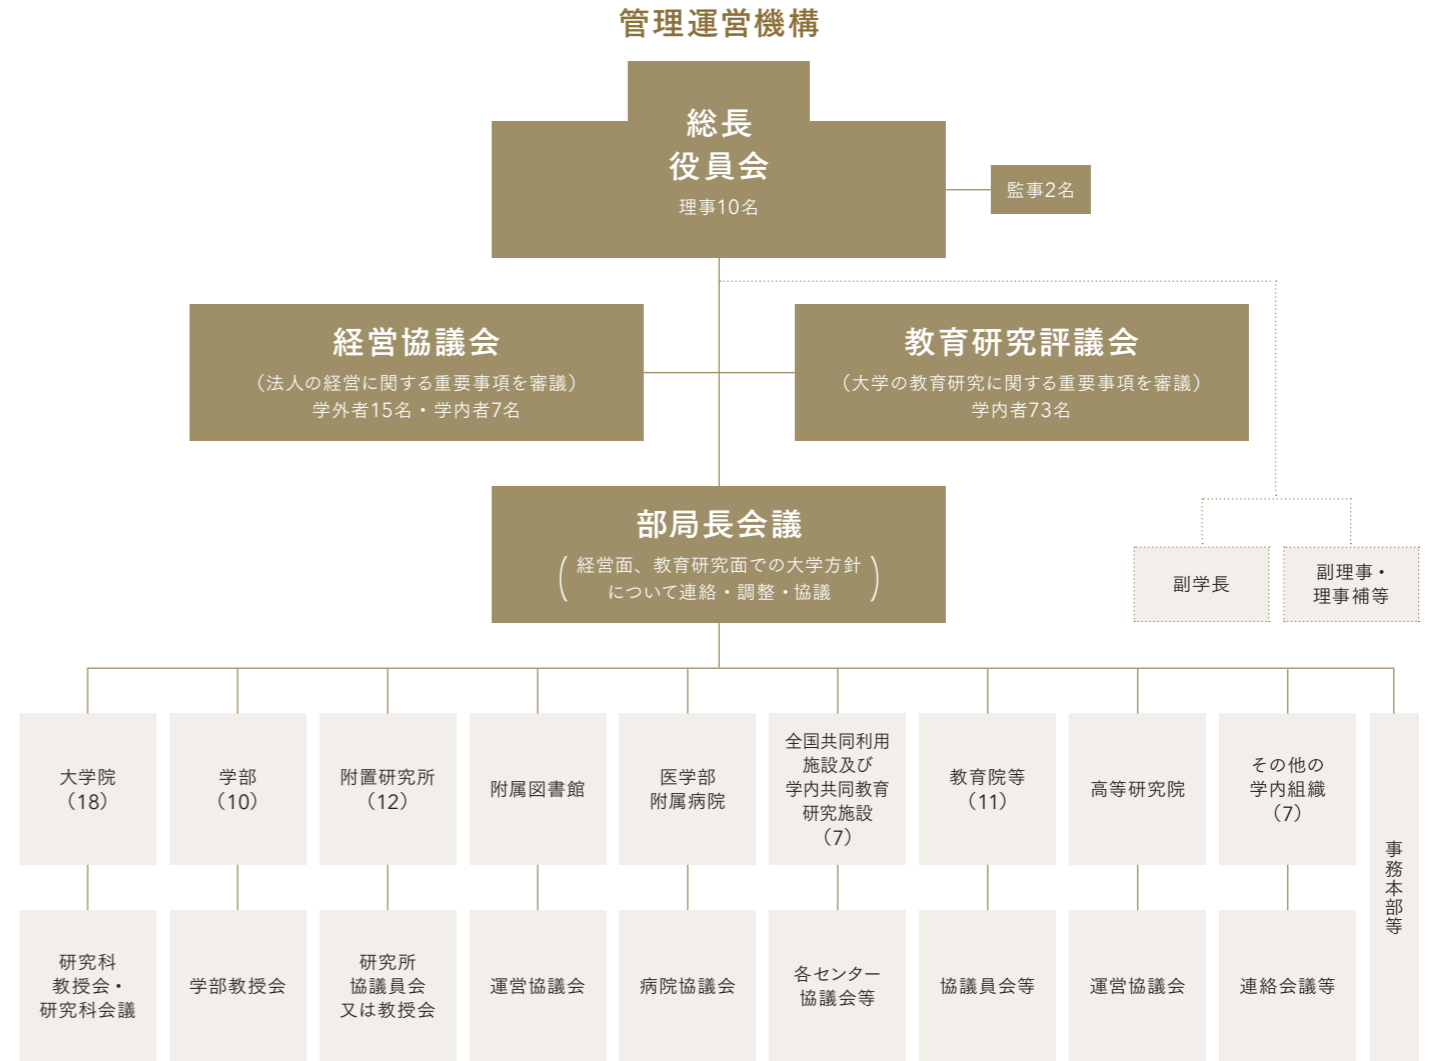 管理運営機構
総長
役員会
理事10名
監事2名
経営協議会
（法人の経営に関する重要事項を審議）
学外者15名・学内者7名
教育研究評議会
（大学の教育研究に関する重要事項を審議）
学内者73名
部局長会議
（経営面、教育研究面での大学方針
について連絡・調整・協議）
副学長
副理事・
理事補等
大学院
（18）
学部
（10）
附置研究所
（12）
附属図書館
医学部
附属病院
全国共同利用
施設及び
学内共同教育
研究施設
（7）
教育院等
（11）
高等研究院
その他の
学内組織
（7）
事務本部等
研究科
教授会・
研究科会議
学部教授会
研究所
協議員会
又は教授会
運営協議会
病院協議会
各センター
協議会等
協議員会等
運営協議会
連絡会議等